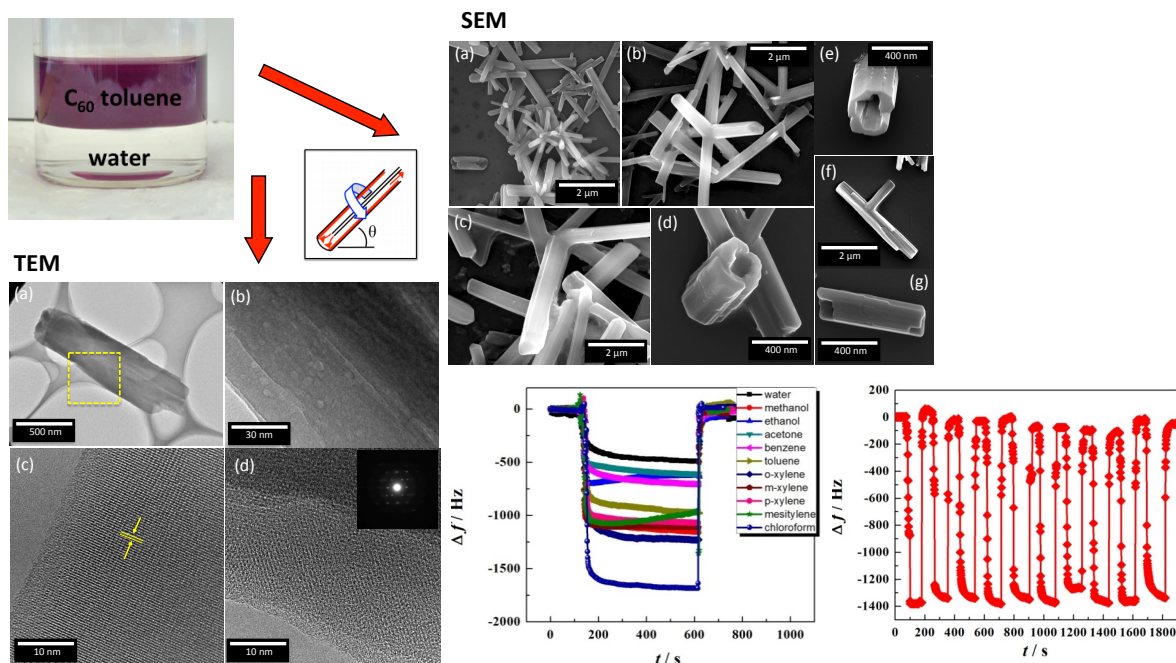 SEM
C60 toluene
water
θ
(a)
2 μm
(b)
2 μm
(e)
400 nm
(f)
2 μm
(c)
2 μm
(d)
400 nm
(g)
400 nm
TEM
(a)
500 nm
(b)
30 nm
(c)
10 nm
(d)
10 nm
0
-500
-1000
-1500
-2000
Δ f / Hz
0 200 400 600 800 1000
t / s
water
methanol
ethanol
acetone
benzene
toluene
o-xylene
m-xylene
p-xylene
mesitylene
chloroform
200
0
-200
-400
-600
-800
-1000
-1200
-1400
Δ f / Hz
0 200 400 600 800 1000 1200 1400 1600 1800
t / s